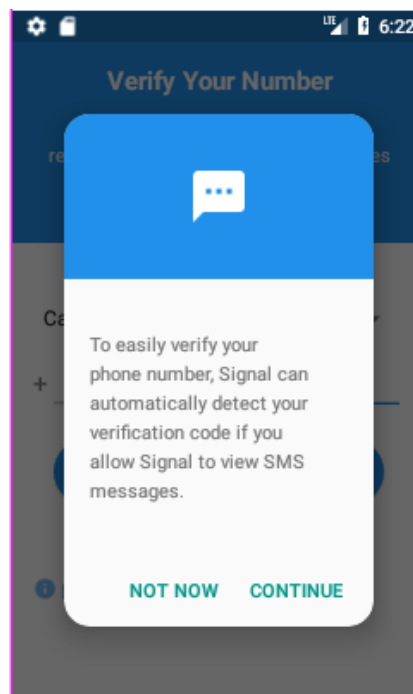 LTE 6:22
Verify Your Number
To easily verify your
phone number, Signal can
automatically detect your
verification code if you
allow Signal to view SMS
messages.
+
NOT NOW CONTINUE